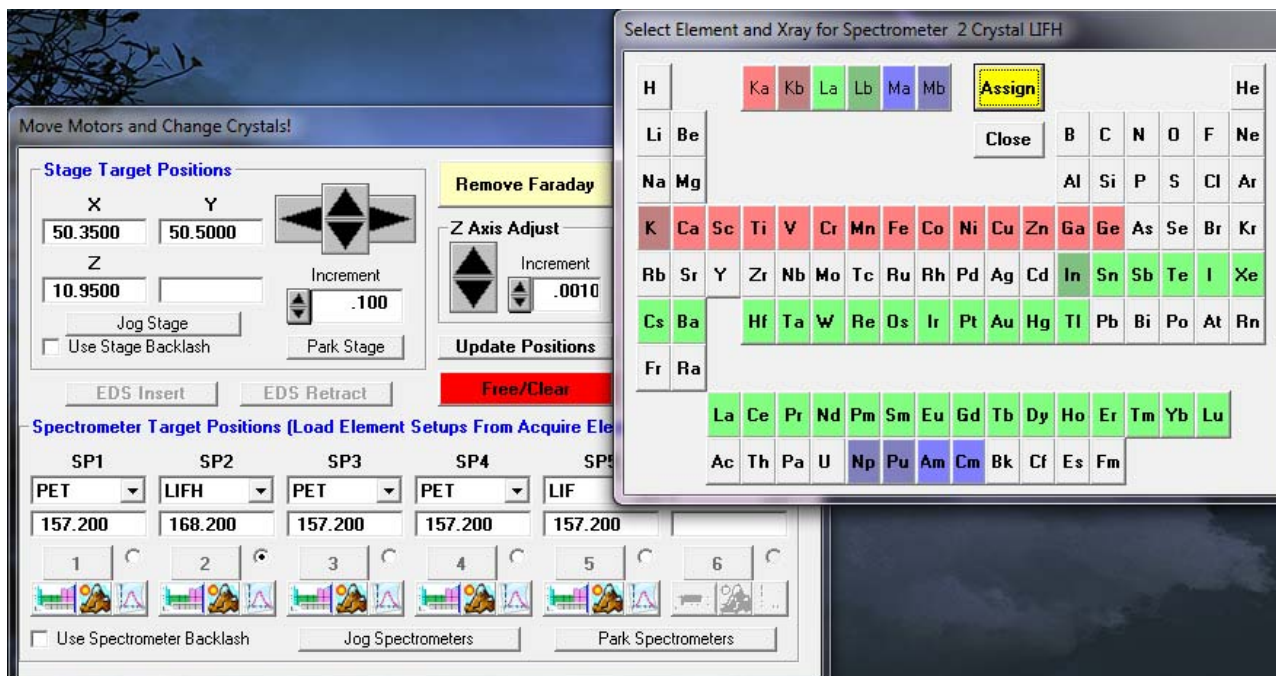 Select Element and Xray for Spectrometer 2 Crystal LIFH
H Ka Kb La Lb Ma Mb Assign He
Li Be Close B C N O F Ne
Na Mg Al Si P S Cl Ar
K Ca Sc Ti V Cr Mn Fe Co Ni Cu Zn Ga Ge As Se Br Kr
Rb Sr Y Zr Nb Mo Tc Ru Rh Pd Ag Cd In Sn Sb Te I Xe
Cs Ba Hf Ta W Re Os Ir Pt Au Hg Tl Pb Bi Po At Rn
Fr Ra
La Ce Pr Nd Pm Sm Eu Gd Tb Dy Ho Er Tm Yb Lu
Ac Th Pa U Np Pu Am Cm Bk Cf Es Fm
Move Motors and Change Crystals!
Stage Target Positions
X Y
50.3500 50.5000
Z
10.9500
Increment
.100
Jog Stage
Use Stage Backlash Park Stage
Remove Faraday
Z Axis Adjust
Increment
.0010
Update Positions
EDS Insert EDS Retract Free/Clear
Spectrometer Target Positions (Load Element Setups From Acquire Ele
SP1 SP2 SP3 SP4 SP5
PET LIFH PET PET LIF
157.200 168.200 157.200 157.200 157.200
1 2 3 4 5 6
Use Spectrometer Backlash Jog Spectrometers Park Spectrometers